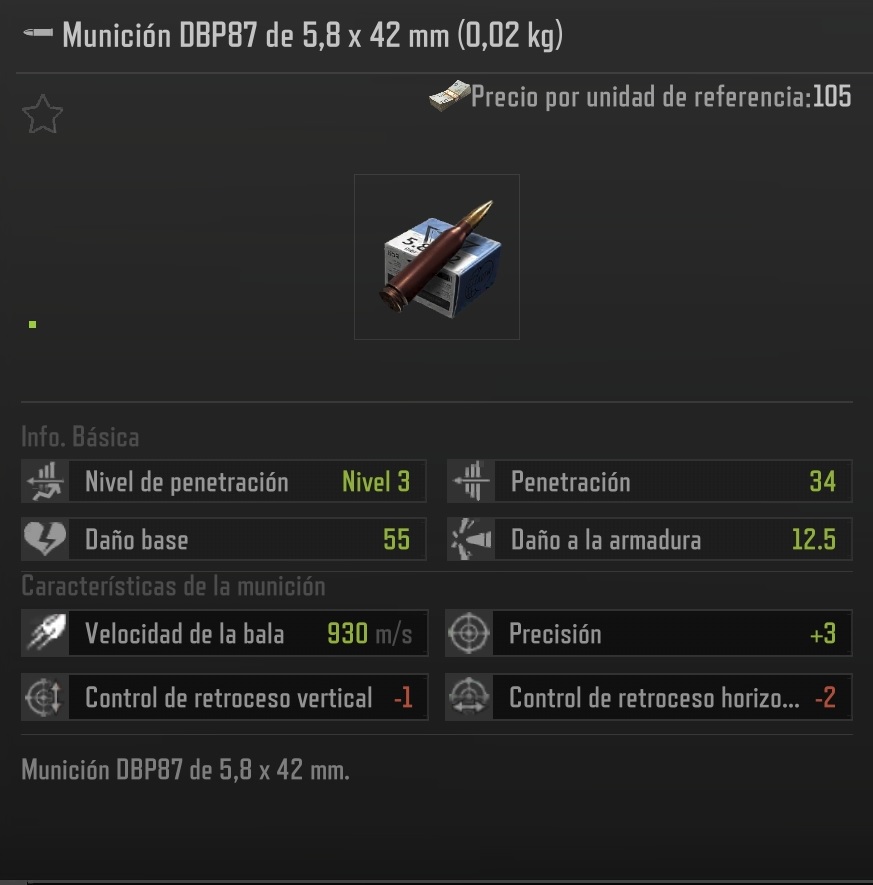 Munición DBP87 de 5,8 x 42 mm (0,02 kg)
Precio por unidad de referencia:105
5.8
Info. Básica
Nivel de penetración Nivel 3
Penetración 34
Daño base 55
Daño a la armadura 12.5
Características de la munición
Velocidad de la bala 930 m/s
Precisión +3
Control de retroceso vertical -1
Control de retroceso horizo... -2
Munición DBP87 de 5,8 x 42 mm.